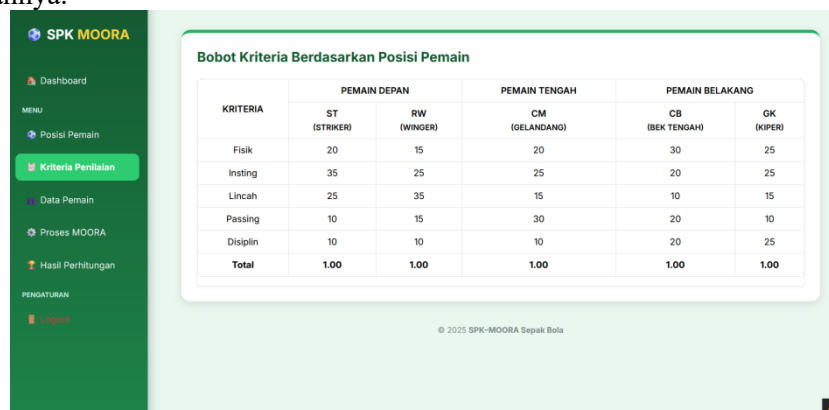 SPK MOORA
Dashboard
MENU
Posisi Pemain
Kriteria Penilaian
Data Pemain
Proses MOORA
Hasil Perhitungan
PENGATURAN
Logout
Bobot Kriteria Berdasarkan Posisi Pemain
KRITERIA PEMAIN DEPAN PEMAIN TENGAH PEMAIN BELAKANG
ST RW CM CB GK
(STRIKER) (WINGER) (GELANDANG) (BEK TENGAH) (KIPER)
Fisik 20 15 20 30 25
Insting 35 25 25 20 25
Lincah 25 35 15 10 15
Passing 10 15 30 20 10
Disiplin 10 10 10 20 25
Total 1.00 1.00 1.00 1.00 1.00
© 2025 SPK-MOORA Sepak Bola